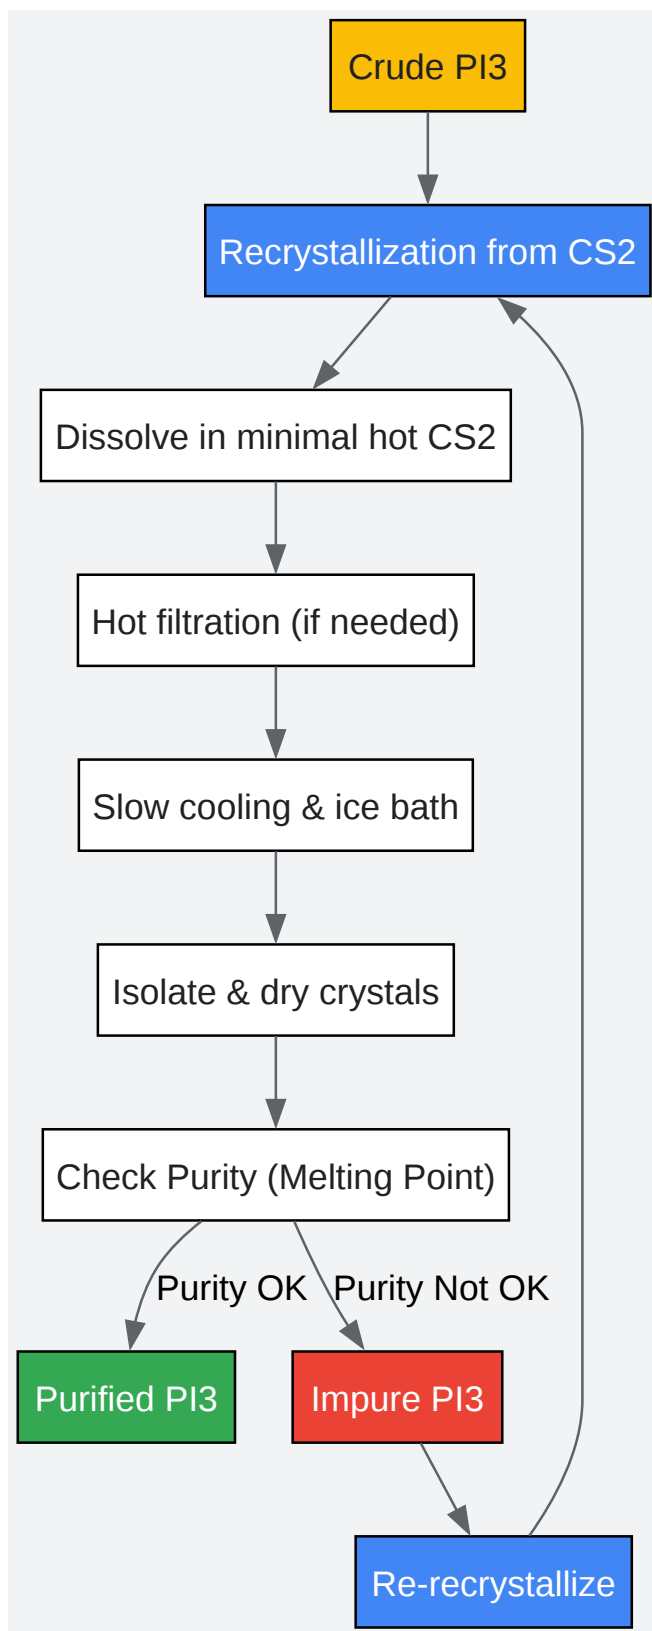 Crude PI3
Recrystallization from CS2
Dissolve in minimal hot CS2
Hot filtration (if needed)
Slow cooling & ice bath
Isolate & dry crystals
Check Purity (Melting Point)
Purity OK
Purity Not OK
Purified PI3
Impure PI3
Re-recrystallize